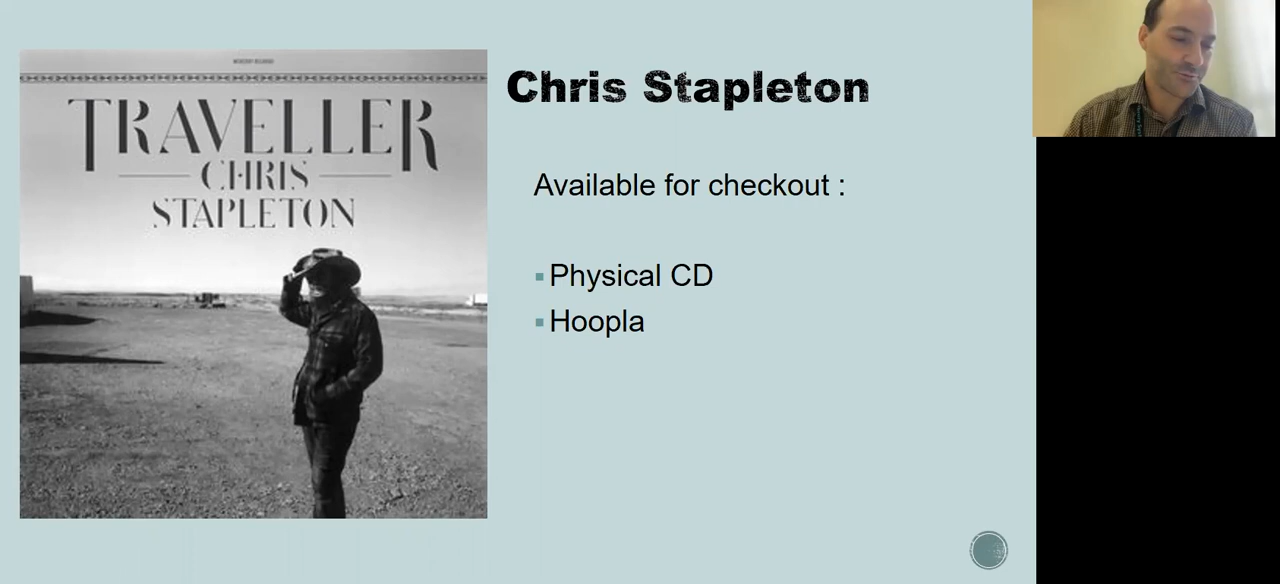 TRAVELLER
CHRIS
STAPLETON
Chris Stapleton
Available for checkout :
Physical CD
Hoopla